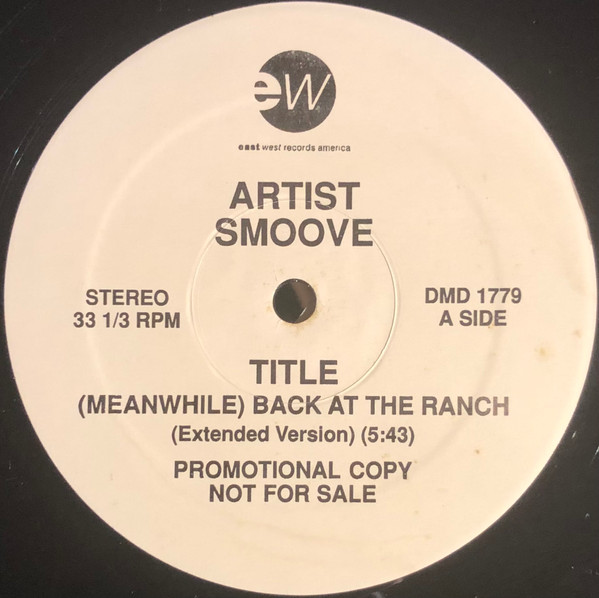 ew
east west records america
ARTIST
SMOOVE
STEREO
33 1/3 RPM
DMD 1779
A SIDE
TITLE
(MEANWHILE) BACK AT THE RANCH
(Extended Version) (5:43)
PROMOTIONAL COPY
NOT FOR SALE